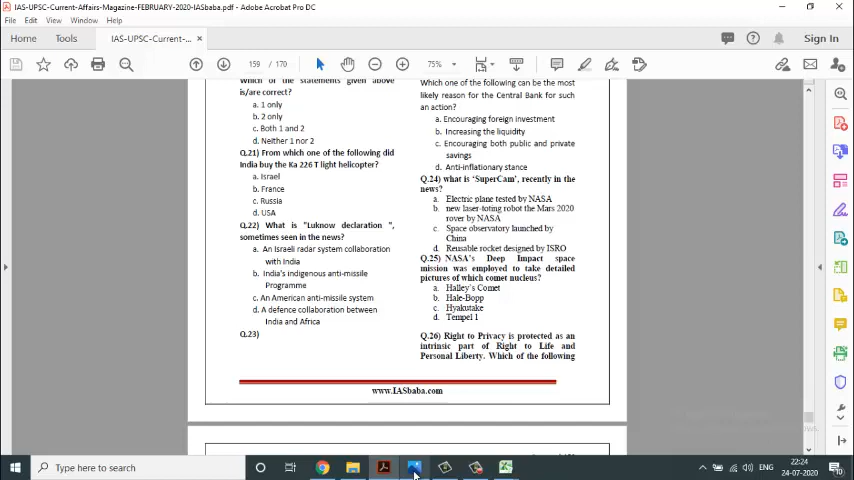 IAS-UPSC-Current-Affairs-Magazine-FEBRUARY-2020-IASbaba.pdf - Adobe Acrobat Pro DC
File Edit View Window Help
Home Tools IAS-UPSC-Current-... × ? Sign In
159 / 170 75%
Which of the statements given above
is/are correct?
a. 1 only
b. 2 only
c. Both 1 and 2
d. Neither 1 nor 2
Q.21) From which one of the following did
India buy the Ka 226 T light helicopter?
a. Israel
b. France
c. Russia
d. USA
Q.22) What is "Luknow declaration ",
sometimes seen in the news?
a. An Israeli radar system collaboration
with India
b. India's indigenous anti-missile
Programme
c. An American anti-missile system
d. A defence collaboration between
India and Africa
Q.23)
Which one of the following can be the most
likely reason for the Central Bank for such
an action?
a. Encouraging foreign investment
b. Increasing the liquidity
c. Encouraging both public and private
savings
d. Anti-inflationary stance
Q.24) what is 'SuperCam', recently in the
news?
a. Electric plane tested by NASA
b. new laser-toting robot the Mars 2020
rover by NASA
c. Space observatory launched by
China
d. Reusable rocket designed by ISRO
Q.25) NASA's Deep Impact space
mission was employed to take detailed
pictures of which comet nucleus?
a. Halley's Comet
b. Hale-Bopp
c. Hyakutake
d. Tempel 1
Q.26) Right to Privacy is protected as an
intrinsic part of Right to Life and
Personal Liberty. Which of the following
www.IASbaba.com
Type here to search
ENG
22:24
24-07-2020